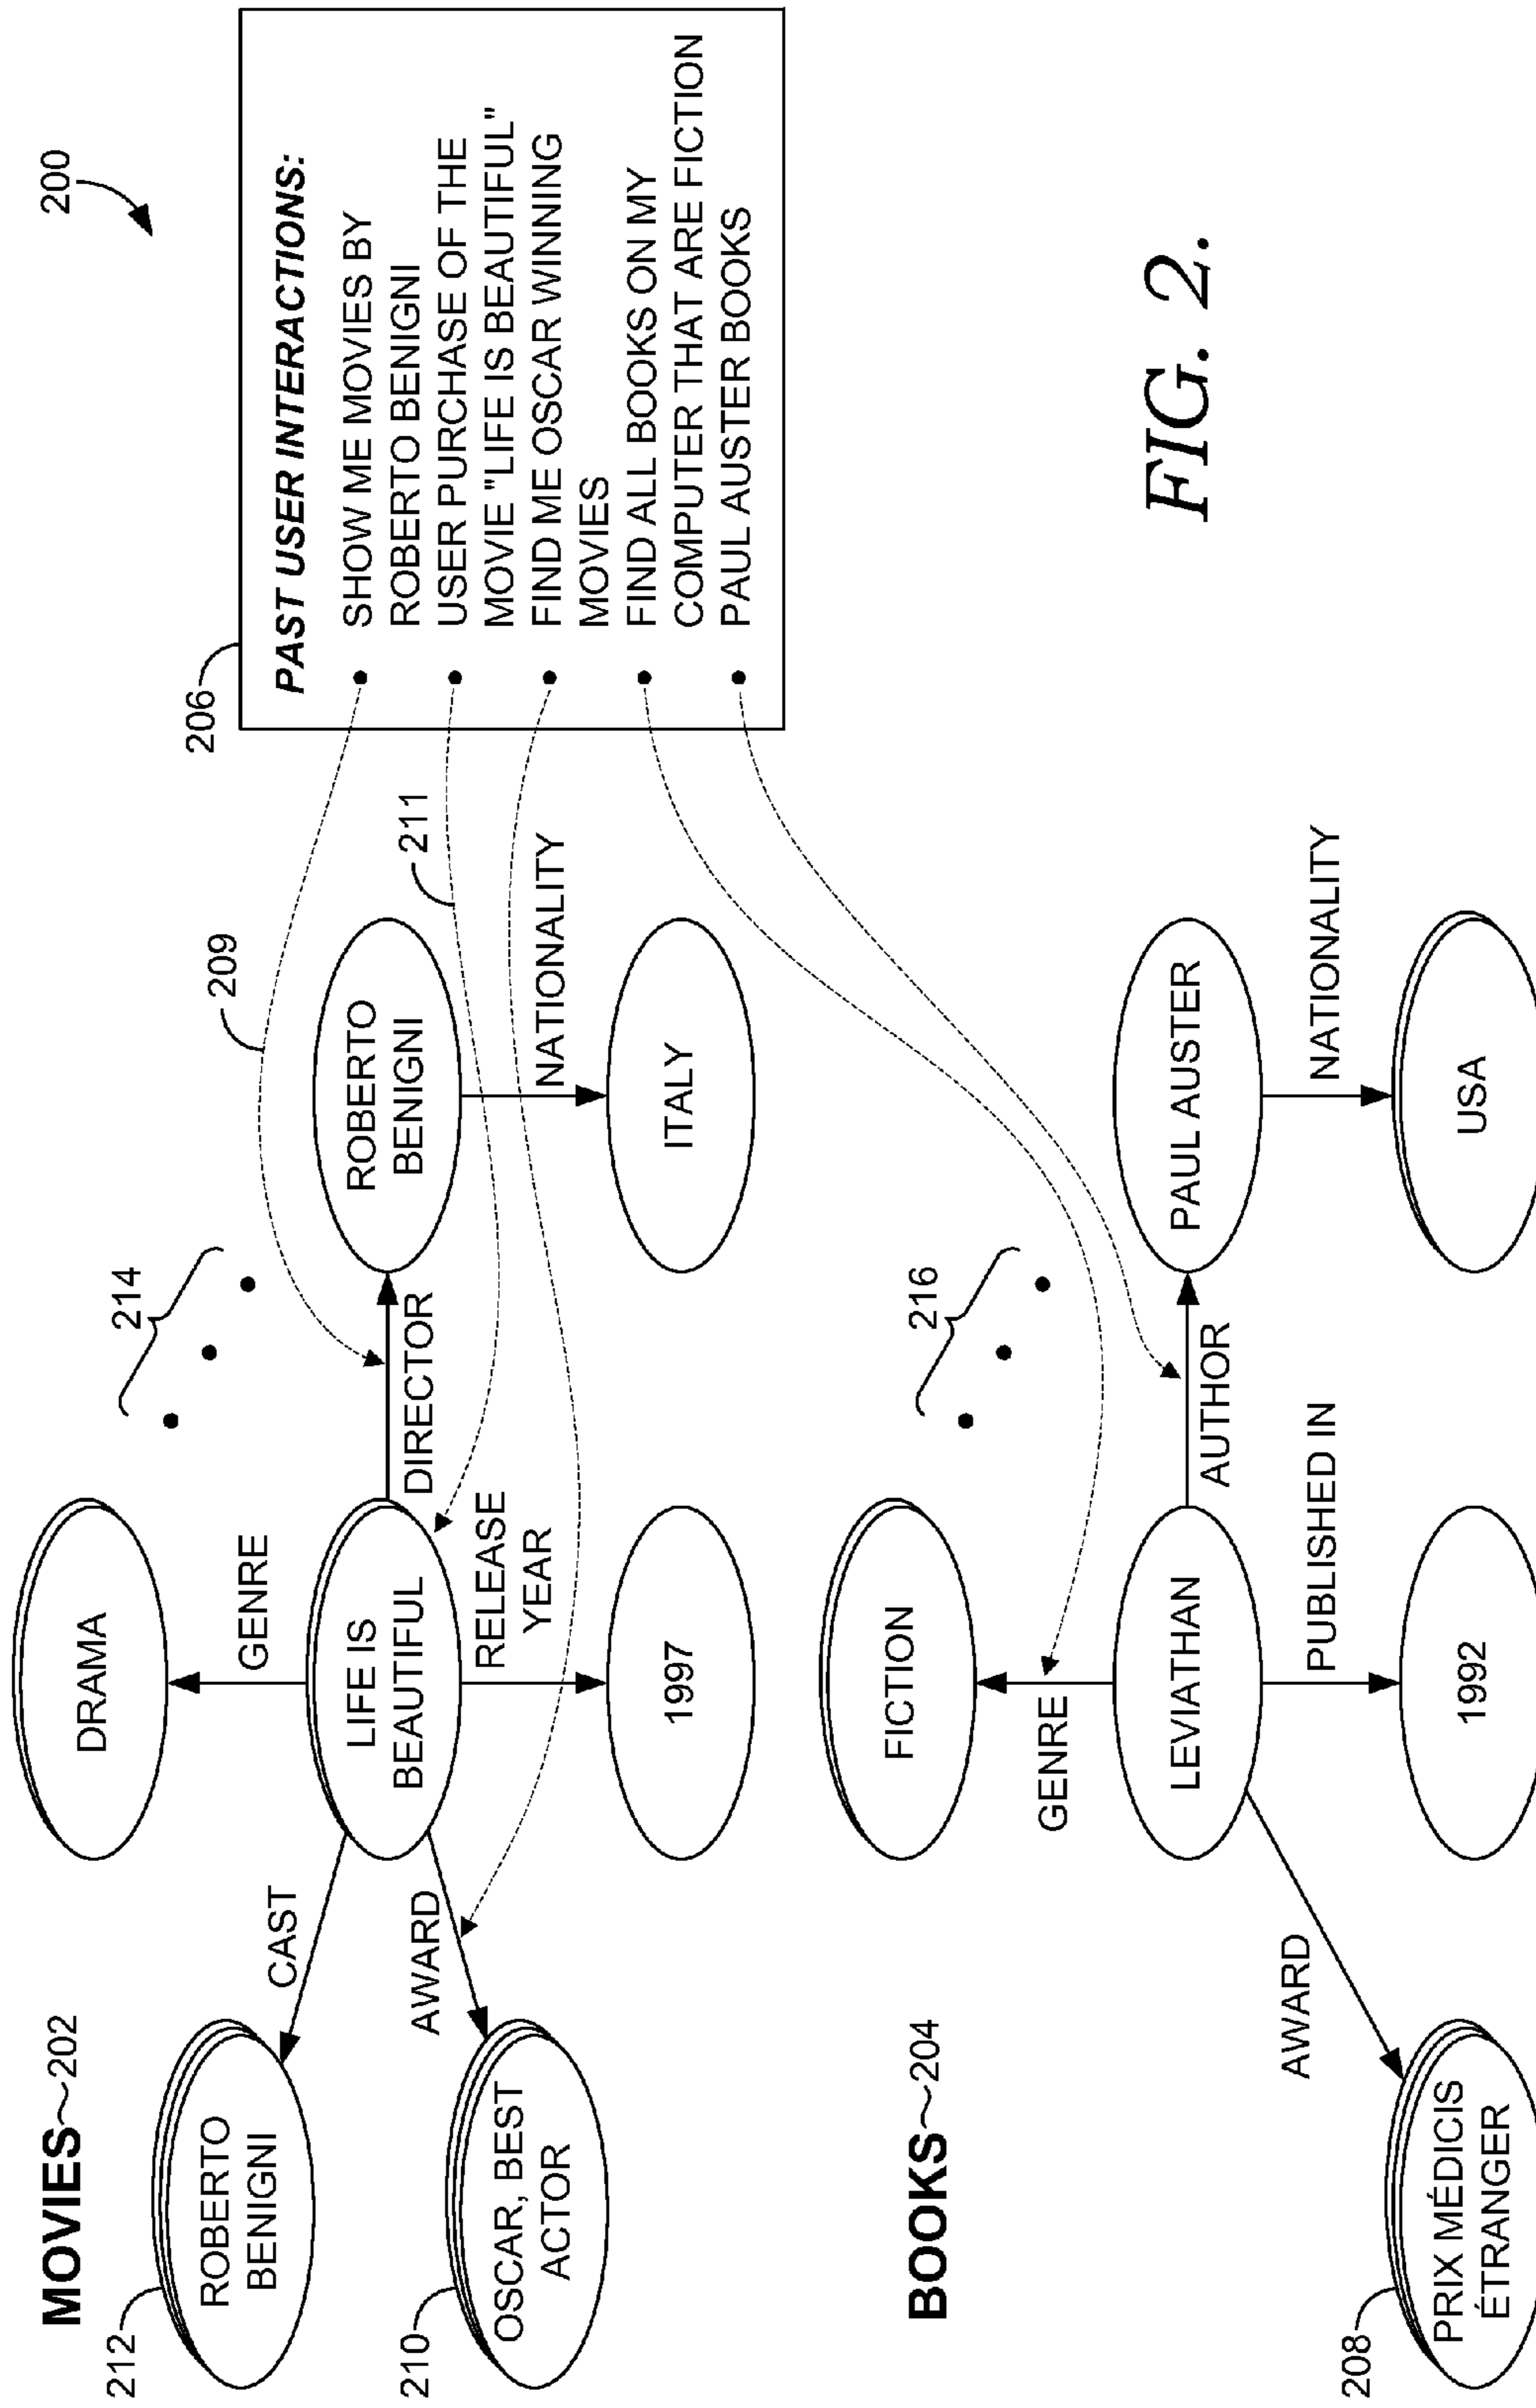 200
MOVIES~202
212
ROBERTO
BENIGNI
CAST
210
OSCAR, BEST
ACTOR
AWARD
DRAMA
GENRE
LIFE IS
BEAUTIFUL
RELEASE
YEAR
1997
DIRECTOR
214
209
ROBERTO
BENIGNI
211
NATIONALITY
ITALY
206
PAST USER INTERACTIONS:
• SHOW ME MOVIES BY
ROBERTO BENIGNI
• USER PURCHASE OF THE
MOVIE "LIFE IS BEAUTIFUL"
• FIND ME OSCAR WINNING
MOVIES
• FIND ALL BOOKS ON MY
COMPUTER THAT ARE FICTION
• PAUL AUSTER BOOKS
BOOKS~204
208
PRIX MÉDICIS
ÉTRANGER
AWARD
FICTION
GENRE
LEVIATHAN
PUBLISHED IN
1992
216
AUTHOR
PAUL AUSTER
NATIONALITY
USA
FIG. 2.